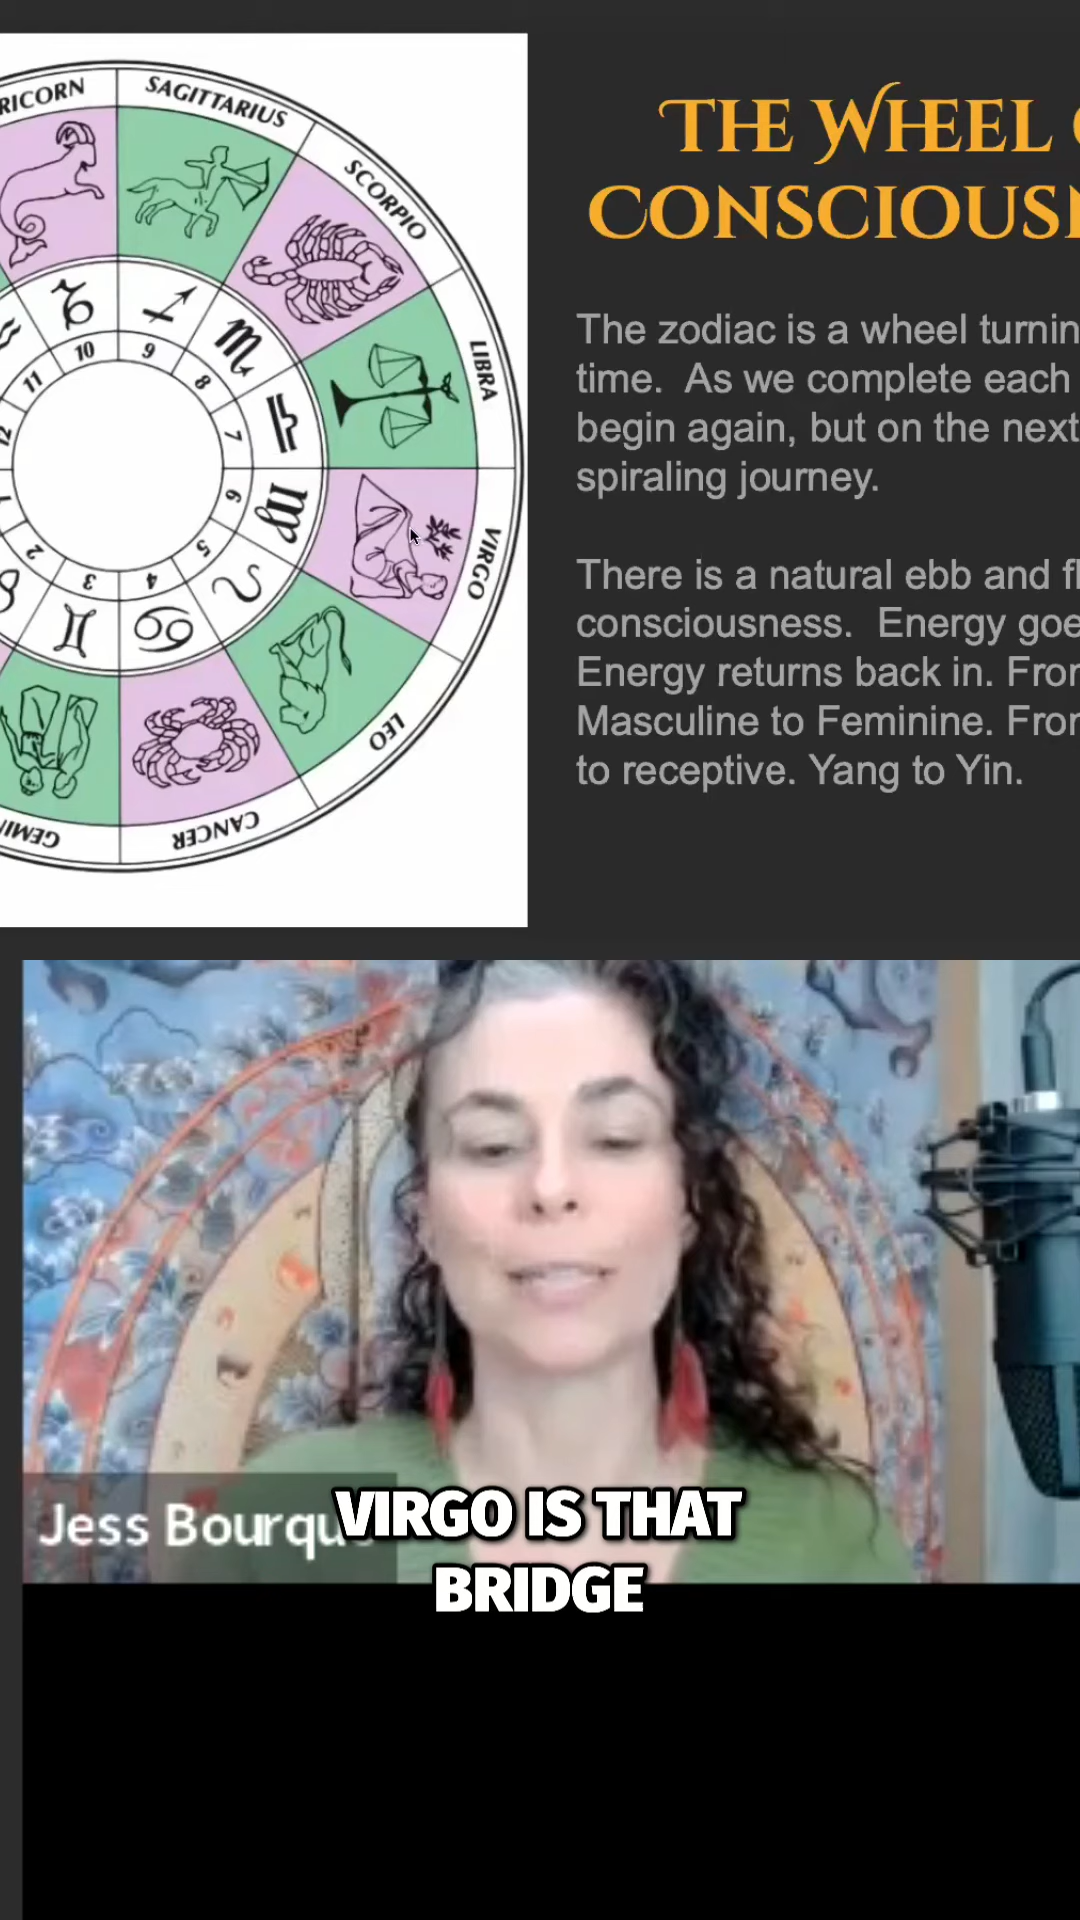 RICORN
SAGITTARIUS
SCORPIO
LIBRA
VIRGO
LEO
CANCER
GEMI
10
9
8
7
6
5
4
3
2
1
12
11
THE WHEEL
CONSCIOUS
The zodiac is a wheel turnin
time. As we complete each
begin again, but on the next
spiraling journey.
There is a natural ebb and fl
consciousness. Energy goe
Energy returns back in. From
Masculine to Feminine. From
to receptive. Yang to Yin.
Jess Bourqu
VIRGO IS THAT
BRIDGE